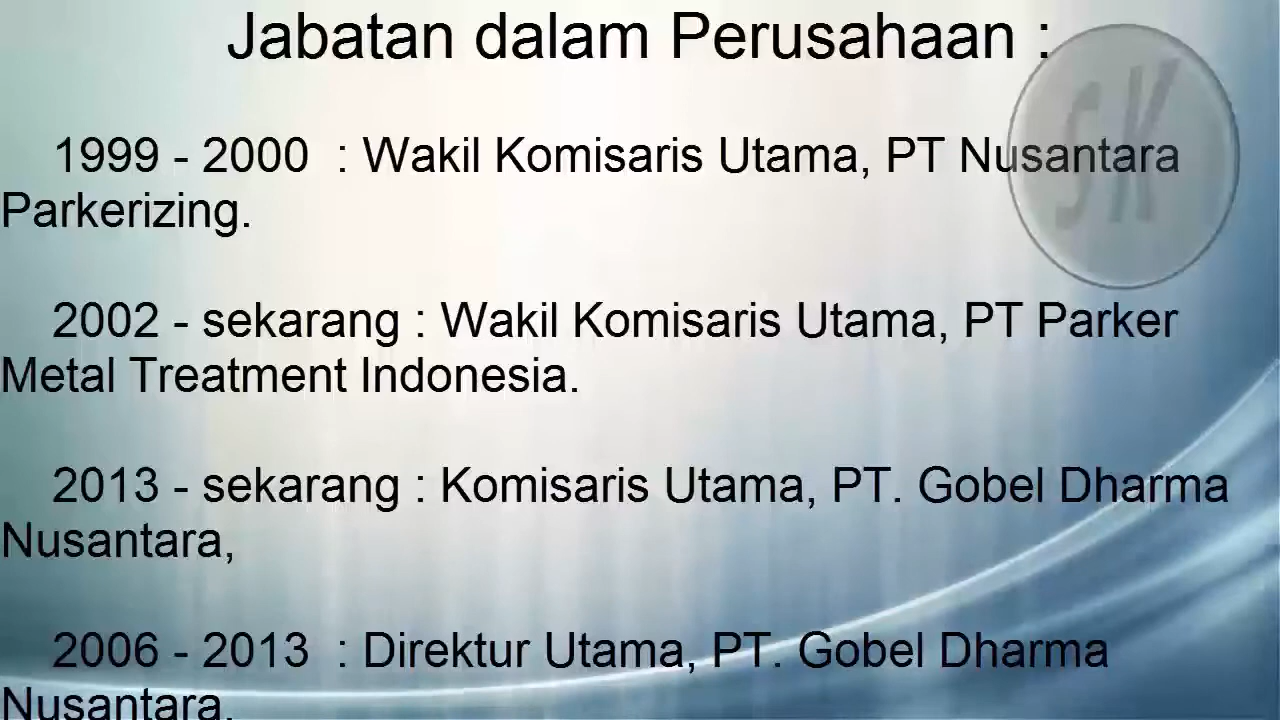 Jabatan dalam Perusahaan :
1999 - 2000  : Wakil Komisaris Utama, PT Nusantara
Parkerizing.
2002 - sekarang : Wakil Komisaris Utama, PT Parker
Metal Treatment Indonesia.
2013 - sekarang : Komisaris Utama, PT. Gobel Dharma
Nusantara,
2006 - 2013  : Direktur Utama, PT. Gobel Dharma
Nusantara.
SK